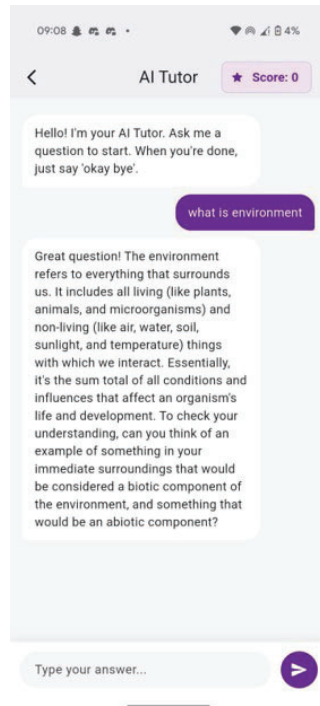 09:08 4%
AI Tutor Score: 0
Hello! I'm your AI Tutor. Ask me a
question to start. When you're done,
just say 'okay bye'.
what is environment
Great question! The environment
refers to everything that surrounds
us. It includes all living (like plants,
animals, and microorganisms) and
non-living (like air, water, soil,
sunlight, and temperature) things
with which we interact. Essentially,
it's the sum total of all conditions and
influences that affect an organism's
life and development. To check your
understanding, can you think of an
example of something in your
immediate surroundings that would
be considered a biotic component of
the environment, and something that
would be an abiotic component?
Type your answer...